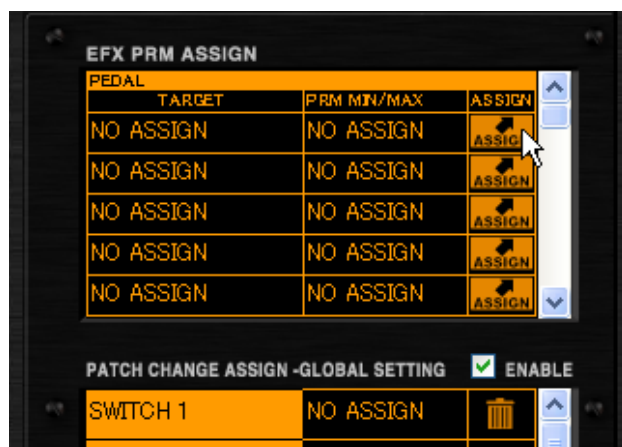 EFX PRM ASSIGN
PEDAL
TARGET PRM MIN/MAX ASSIGN
NO ASSIGN NO ASSIGN ASSIGN
NO ASSIGN NO ASSIGN ASSIGN
NO ASSIGN NO ASSIGN ASSIGN
NO ASSIGN NO ASSIGN ASSIGN
NO ASSIGN NO ASSIGN ASSIGN
PATCH CHANGE ASSIGN -GLOBAL SETTING ENABLE
SWITCH 1 NO ASSIGN